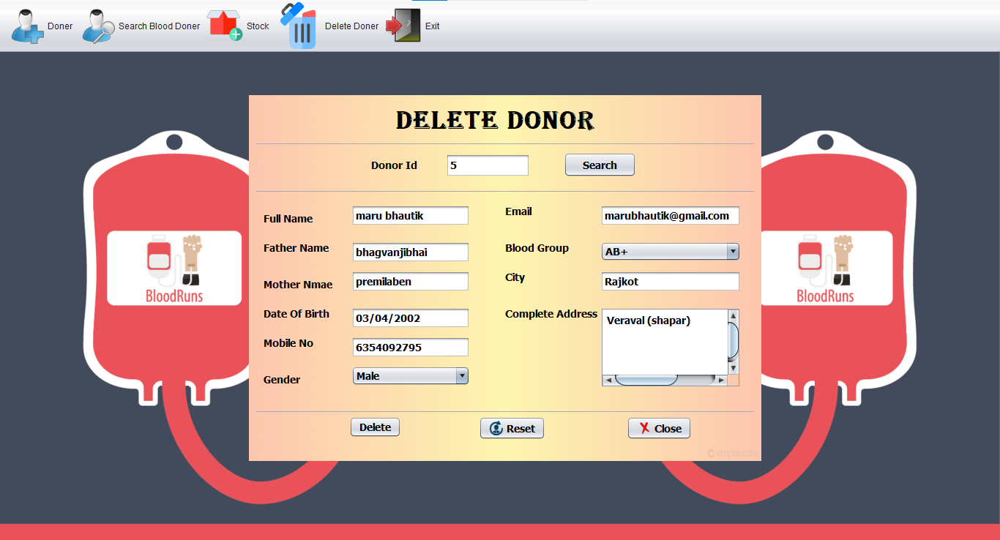 Doner
Search Blood Doner
Stock
Delete Doner
Exit
DELETE DONOR
Donor Id
5
Search
Full Name
maru bhautik
Email
marubhautik@gmail.com
Father Name
bhagvanjibhai
Blood Group
AB+
Mother Nmae
premilaben
City
Rajkot
Date Of Birth
03/04/2002
Complete Address
Veraval (shapar)
Mobile No
6354092795
Gender
Male
Delete
Reset
Close
© xmple.com
BloodRuns
BloodRuns